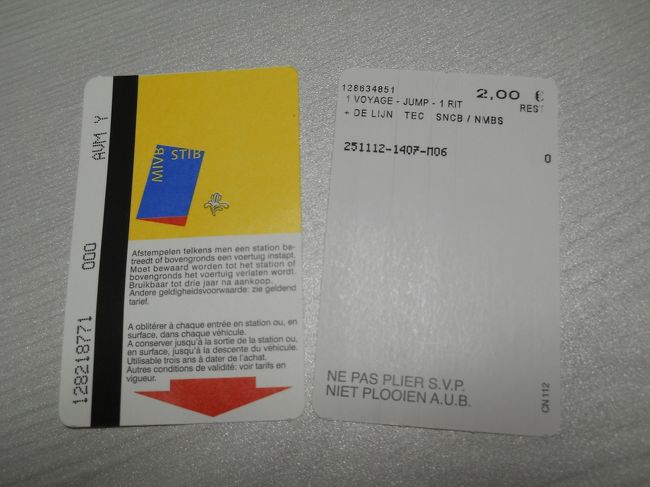 AVM Y
000
128218771
MIVB
STIB
Afstempelen telkens men een station be-
treedt of bovengronds een voertuig instapt.
Moet bewaard worden tot het station of
bovengronds het voertuig verlaten wordt.
Bruikbaar tot drie jaar na aankoop.
Andere geldigheidsvoorwaarde: zie geldend
tarief.
A oblitérer à chaque entrée en station ou, en
surface, dans chaque véhicule.
A conserver jusqu'à la sortie de la station ou,
en surface, jusqu'à la descente du véhicule.
Utilisable trois ans à dater de l'achat.
Autres conditions de validité: voir tarifs en
vigueur.
128634851 2,00 €
1 VOYAGE - JUMP - 1 RIT REST
+ DE LIJN TEC SNCB / NMBS
251112-1407-M06 0
NE PAS PLIER S.V.P.
NIET PLOOIEN A.U.B.
CN 112